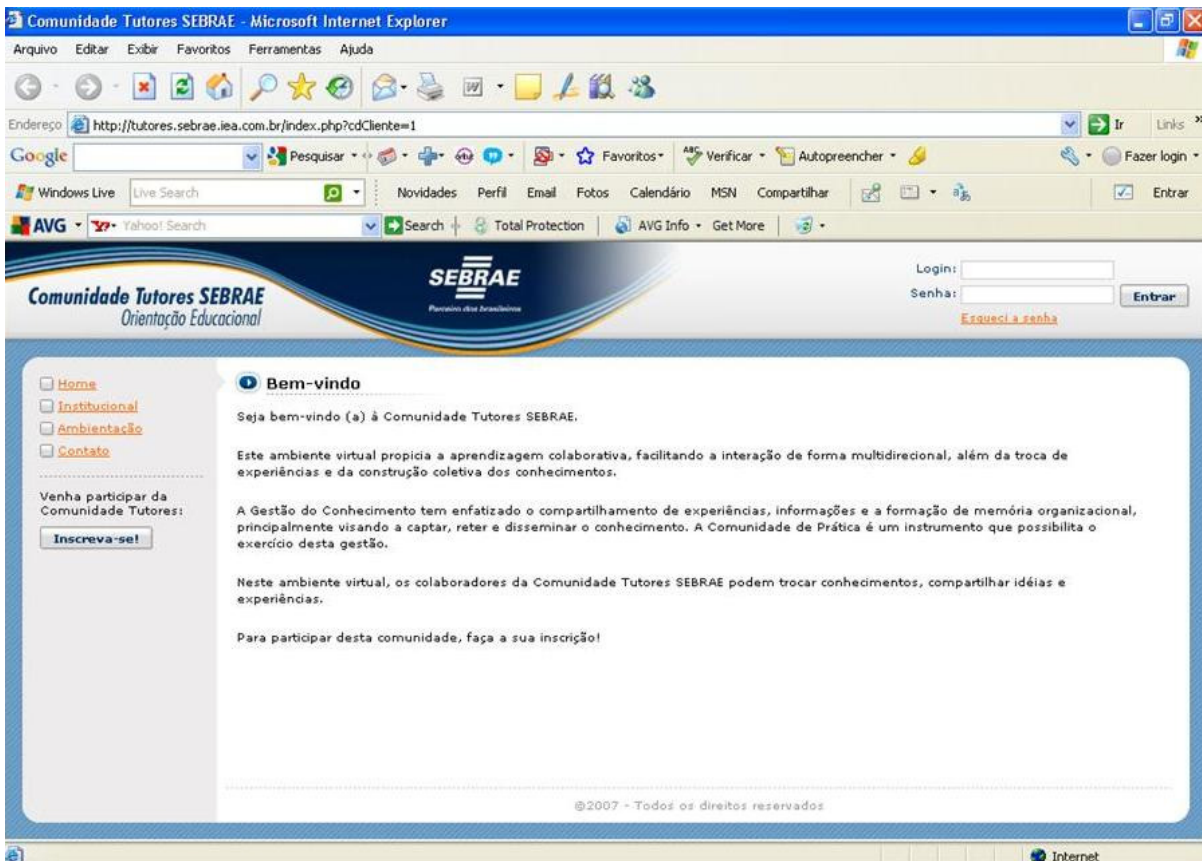 Comunidade Tutores SEBRAE - Microsoft Internet Explorer
Arquivo Editar Exibir Favoritos Ferramentas Ajuda
Endereço http://tutores.sebrae.iea.com.br/index.php?cdCliente=1 Ir Links »
Google Pesquisar Favoritos Verificar Autopreencher Fazer login
Windows Live Live Search Novidades Perfil Email Fotos Calendário MSN Compartilhar Entrar
AVG Yahoo! Search Search Total Protection AVG Info Get More
Comunidade Tutores SEBRAE
Orientação Educacional
SEBRAE
Parceiro dos brasileiros
Login:
Senha: Entrar
Esqueci a senha
Home
Institucional
Ambientação
Contato
Venha participar da
Comunidade Tutores:
Inscreva-se!
Bem-vindo
Seja bem-vindo (a) à Comunidade Tutores SEBRAE.
Este ambiente virtual propicia a aprendizagem colaborativa, facilitando a interação de forma multidirecional, além da troca de
experiências e da construção coletiva dos conhecimentos.
A Gestão do Conhecimento tem enfatizado o compartilhamento de experiências, informações e a formação de memória organizacional,
principalmente visando a captar, reter e disseminar o conhecimento. A Comunidade de Prática é um instrumento que possibilita o
exercício desta gestão.
Neste ambiente virtual, os colaboradores da Comunidade Tutores SEBRAE podem trocar conhecimentos, compartilhar idéias e
experiências.
Para participar desta comunidade, faça a sua inscrição!
©2007 - Todos os direitos reservados
Internet